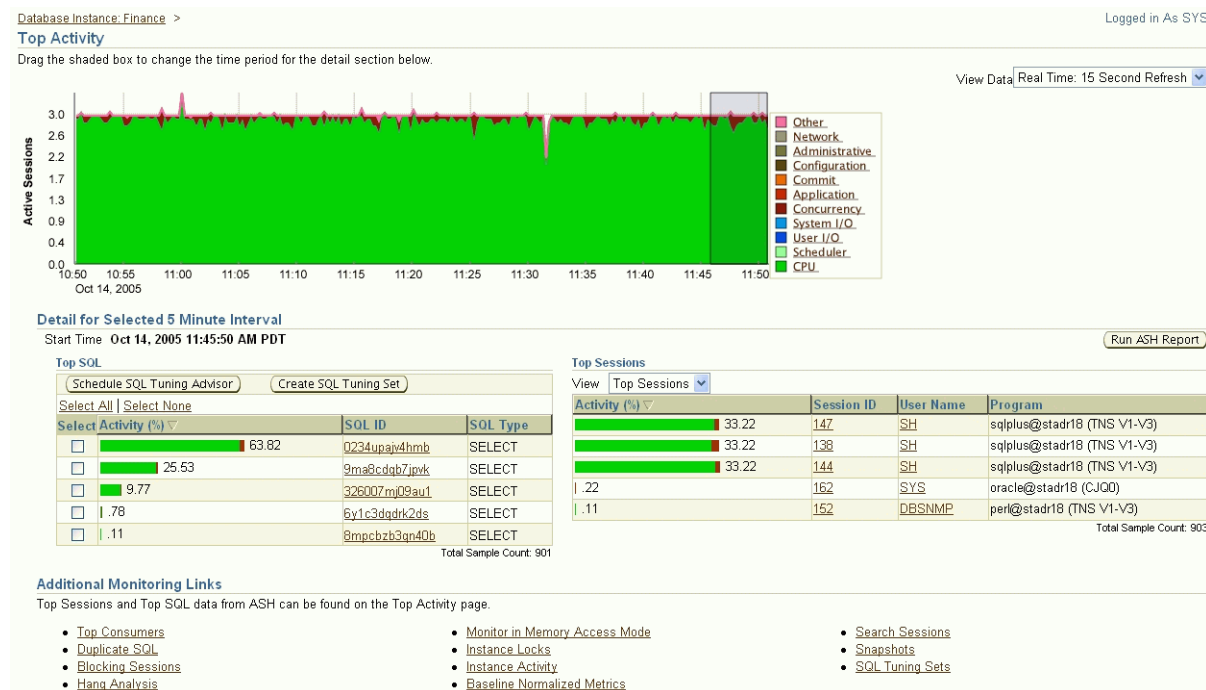 Database Instance: Finance >
Logged in As SYS
Top Activity
Drag the shaded box to change the time period for the detail section below.
View Data Real Time: 15 Second Refresh
Active Sessions
3.0
2.6
2.2
1.7
1.3
0.9
0.4
0.0
10:50 10:55 11:00 11:05 11:10 11:15 11:20 11:25 11:30 11:35 11:40 11:45 11:50
Oct 14, 2005
Other
Network
Administrative
Configuration
Commit
Application
Concurrency
System I/O
User I/O
Scheduler
CPU
Detail for Selected 5 Minute Interval
Start Time Oct 14, 2005 11:45:50 AM PDT
Run ASH Report
Top SQL
Schedule SQL Tuning Advisor Create SQL Tuning Set
Select All | Select None
Select Activity (%) SQL ID SQL Type
63.82 0234upajv4hmb SELECT
25.53 9ma8cdqb7jpvk SELECT
9.77 326007mj09au1 SELECT
.78 6y1c3dqdrk2ds SELECT
.11 8mpcbzb3qn40b SELECT
Total Sample Count: 901
Top Sessions
View Top Sessions
Activity (%) Session ID User Name Program
33.22 147 SH sqlplus@stadr18 (TNS V1-V3)
33.22 138 SH sqlplus@stadr18 (TNS V1-V3)
33.22 144 SH sqlplus@stadr18 (TNS V1-V3)
.22 162 SYS oracle@stadr18 (CJQ0)
.11 152 DBSNMP perl@stadr18 (TNS V1-V3)
Total Sample Count: 903
Additional Monitoring Links
Top Sessions and Top SQL data from ASH can be found on the Top Activity page.
Top Consumers
Duplicate SQL
Blocking Sessions
Hang Analysis
Monitor in Memory Access Mode
Instance Locks
Instance Activity
Baseline Normalized Metrics
Search Sessions
Snapshots
SQL Tuning Sets